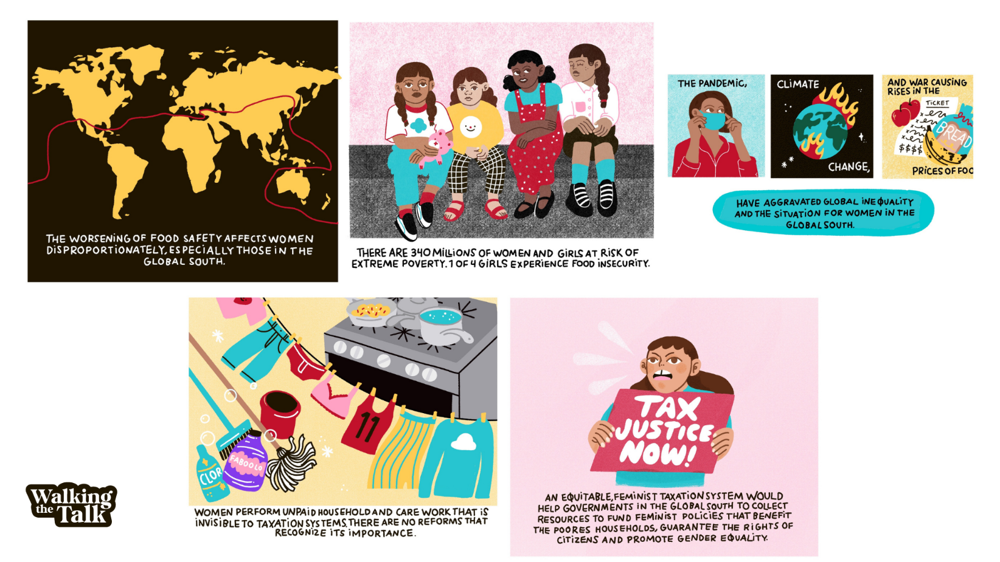 THE WORSENING OF FOOD SAFETY AFFECTS WOMEN
DISPROPORTIONATELY, ESPECIALLY THOSE IN THE
GLOBAL SOUTH.
THERE ARE 340 MILLIONS OF WOMEN AND GIRLS AT RISK OF
EXTREME POVERTY. 1 OF 4 GIRLS EXPERIENCE FOOD INSECURITY.
THE PANDEMIC,
CLIMATE
CHANGE,
AND WAR CAUSING
RISES IN THE
TICKET
$$$$
BREAD
PRICES OF FOO
HAVE AGGRAVATED GLOBAL INEQUALITY
AND THE SITUATION FOR WOMEN IN THE
GLOBAL SOUTH.
11
FABOOLO
CLOR
WOMEN PERFORM UNPAID HOUSEHOLD AND CARE WORK THAT IS
INVISIBLE TO TAXATION SYSTEMS. THERE ARE NO REFORMS THAT
RECOGNIZE ITS IMPORTANCE.
TAX
JUSTICE
NOW!
AN EQUITABLE, FEMINIST TAXATION SYSTEM WOULD
HELP GOVERNMENTS IN THE GLOBAL SOUTH TO COLLECT
RESOURCES TO FUND FEMINIST POLICIES THAT BENEFIT
THE POORES HOUSEHOLDS, GUARANTEE THE RIGHTS OF
CITIZENS AND PROMOTE GENDER EQUALITY.
Walking
the Talk